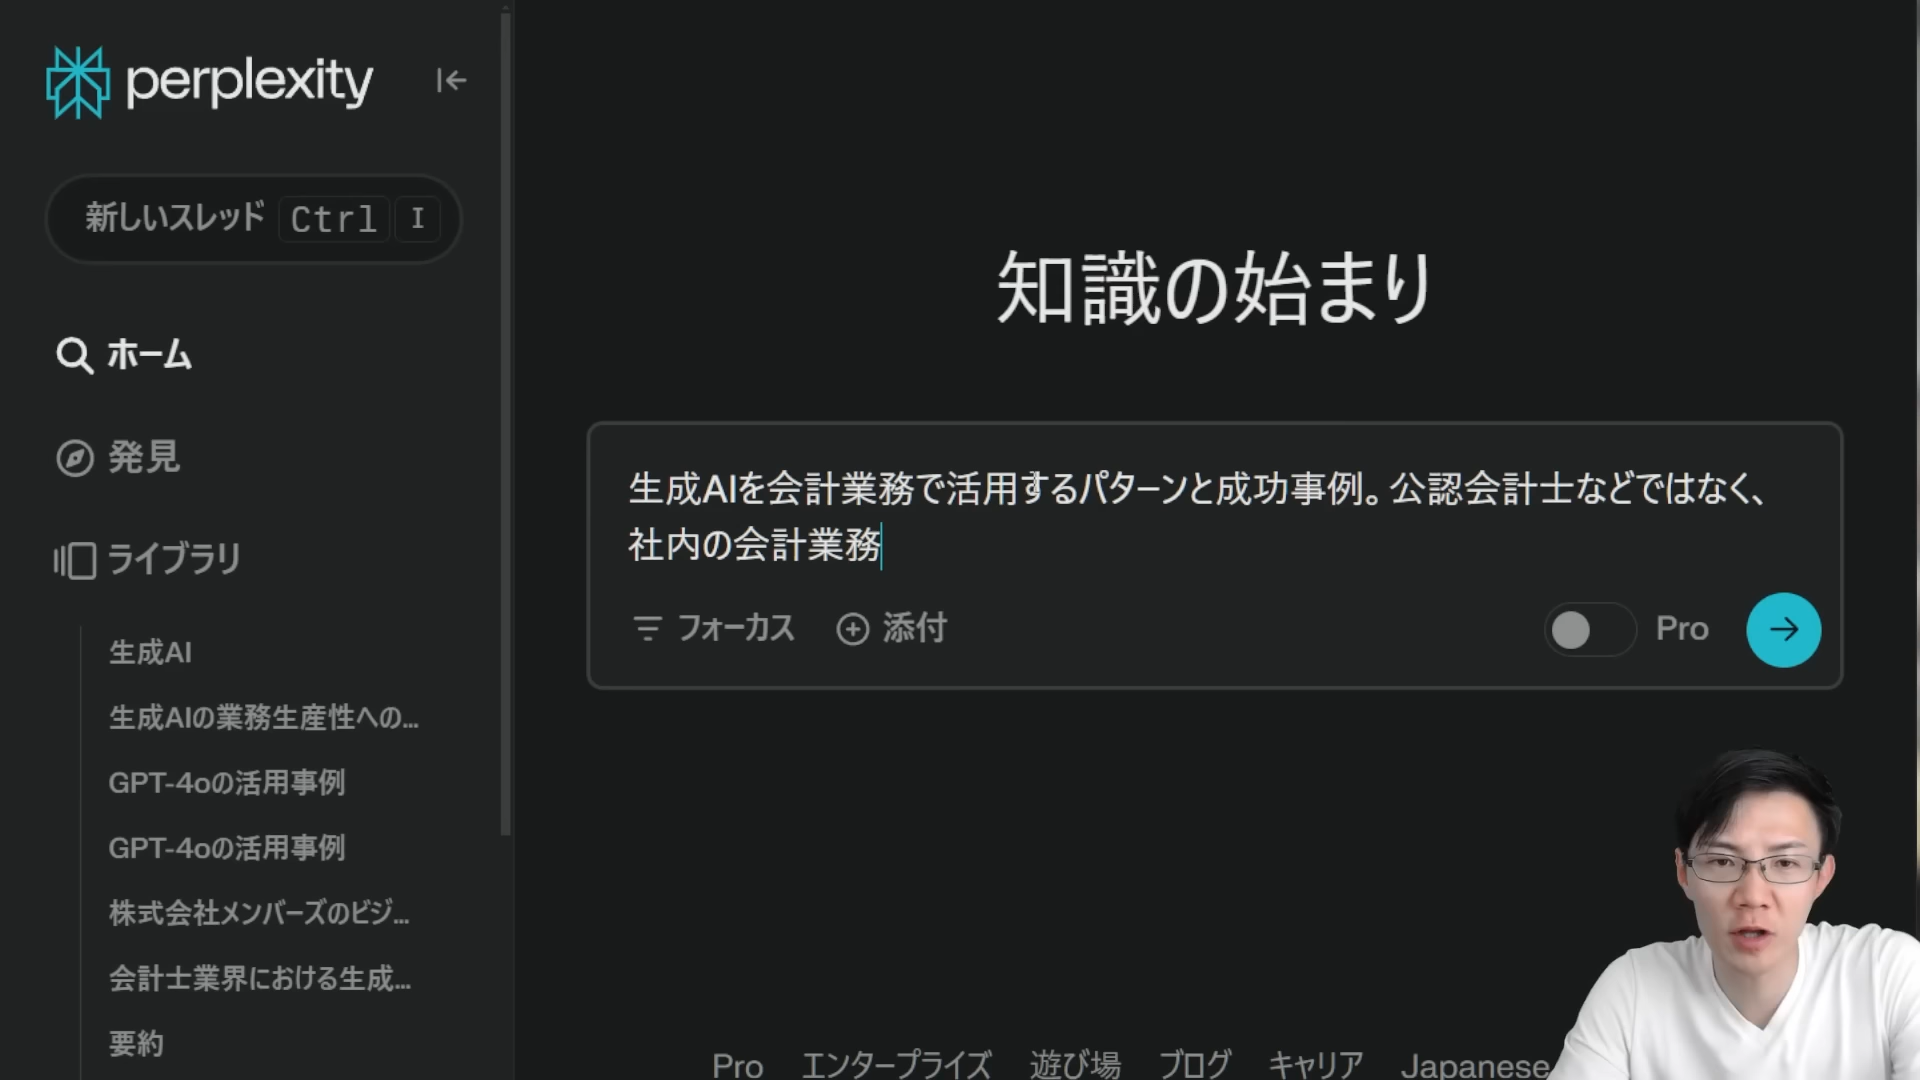 perplexity
新しいスレッド Ctrl I
ホーム
発見
ライブラリ
生成AI
生成AIの業務生産性への...
GPT-4oの活用事例
GPT-4oの活用事例
株式会社メンバーズのビジ...
会計士業界における生成...
要約
知識の始まり
生成AIを会計業務で活用するパターンと成功事例。公認会計士などではなく、
社内の会計業務
フォーカス 添付 Pro
Pro エンタープライズ 遊び場 ブログ キャリア Japanese